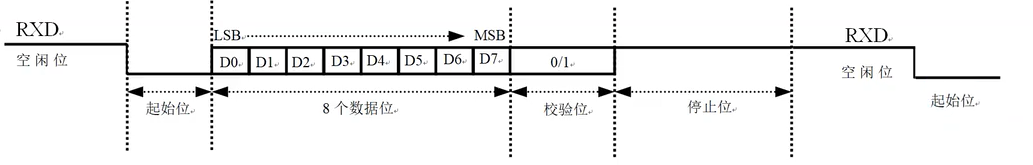 RXD
空闲位
LSB
MSB
D0 D1 D2 D3 D4 D5 D6 D7 0/1
RXD
空闲位
起始位
8个数据位
校验位
停止位
起始位